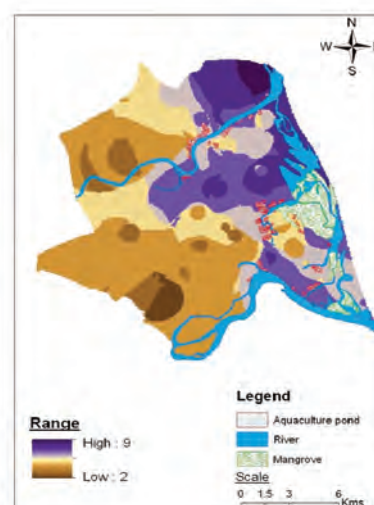 N
W E
S
Range
High : 9
Low : 2
Legend
Aquaculture pond
River
Mangrove
Scale
0 1.5 3 6
Kms